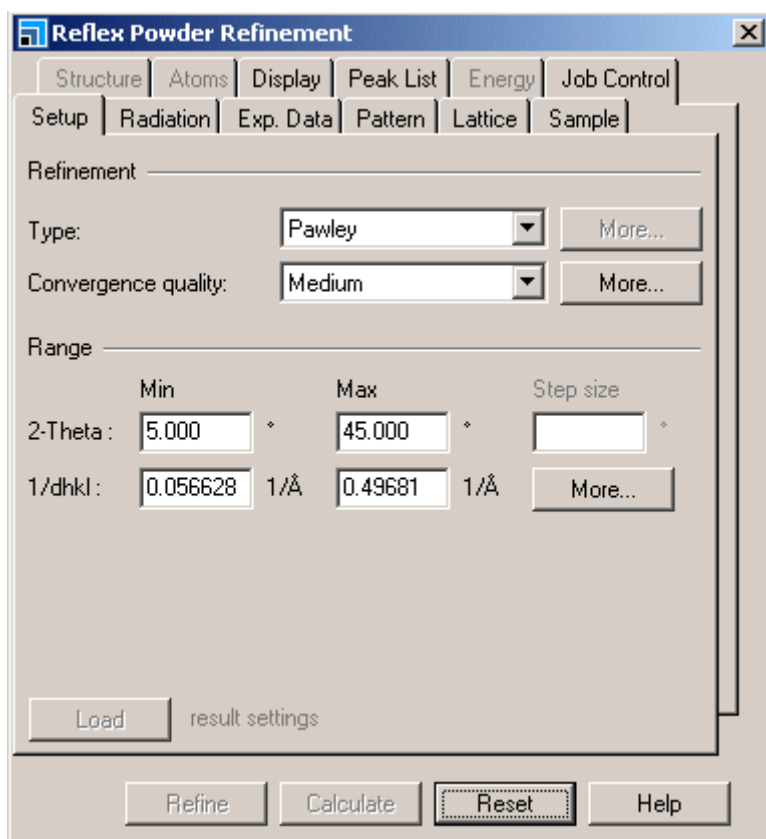 Reflex Powder Refinement
Structure Atoms Display Peak List Energy Job Control
Setup Radiation Exp. Data Pattern Lattice Sample
Refinement
Type: Pawley More...
Convergence quality: Medium More...
Range
Min Max Step size
2-Theta : 5.000 ° 45.000 ° °
1/dhkl : 0.056628 1/Å 0.49681 1/Å More...
Load result settings
Refine Calculate Reset Help